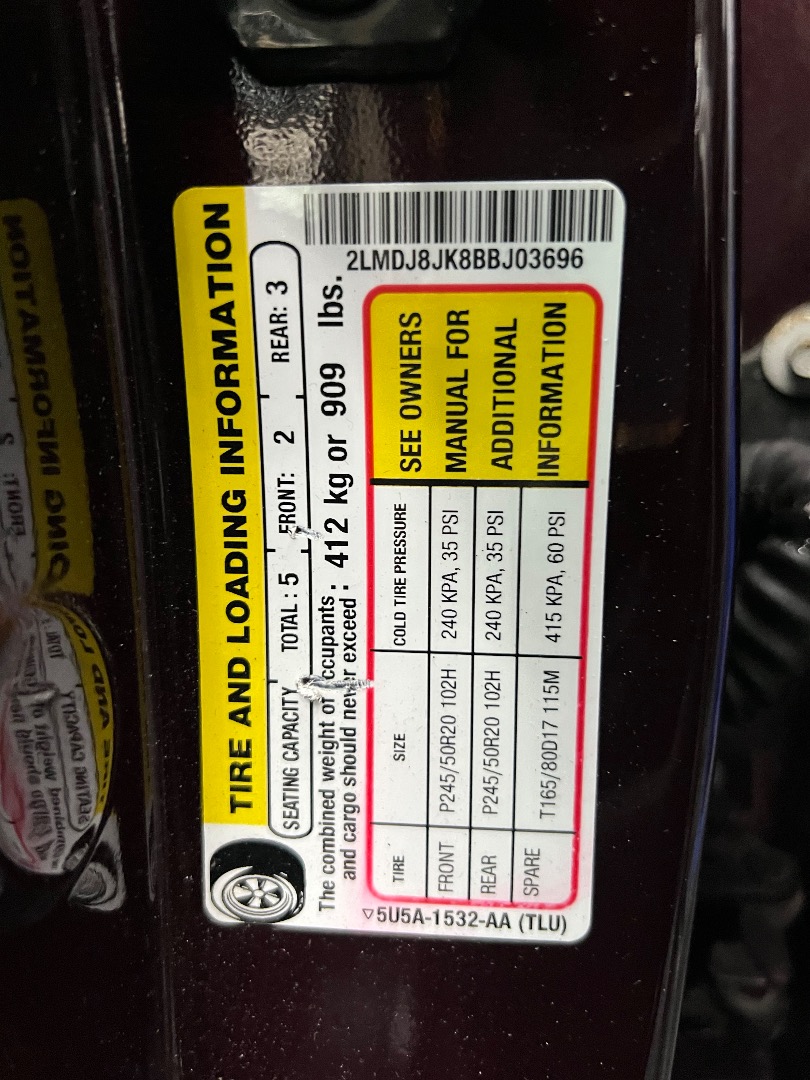 TIRE AND LOADING INFORMATION
SEATING CAPACITY TOTAL : 5 FRONT: 2 REAR: 3
The combined weight of occupants
and cargo should never exceed : 412 kg or 909 lbs.
2LMDJ8JK8BBJ03696
TIRE SIZE COLD TIRE PRESSURE
FRONT P245/50R20 102H 240 KPA, 35 PSI
REAR P245/50R20 102H 240 KPA, 35 PSI
SPARE T165/80D17 115M 415 KPA, 60 PSI
SEE OWNERS
MANUAL FOR
ADDITIONAL
INFORMATION
▽5U5A-1532-AA (TLU)